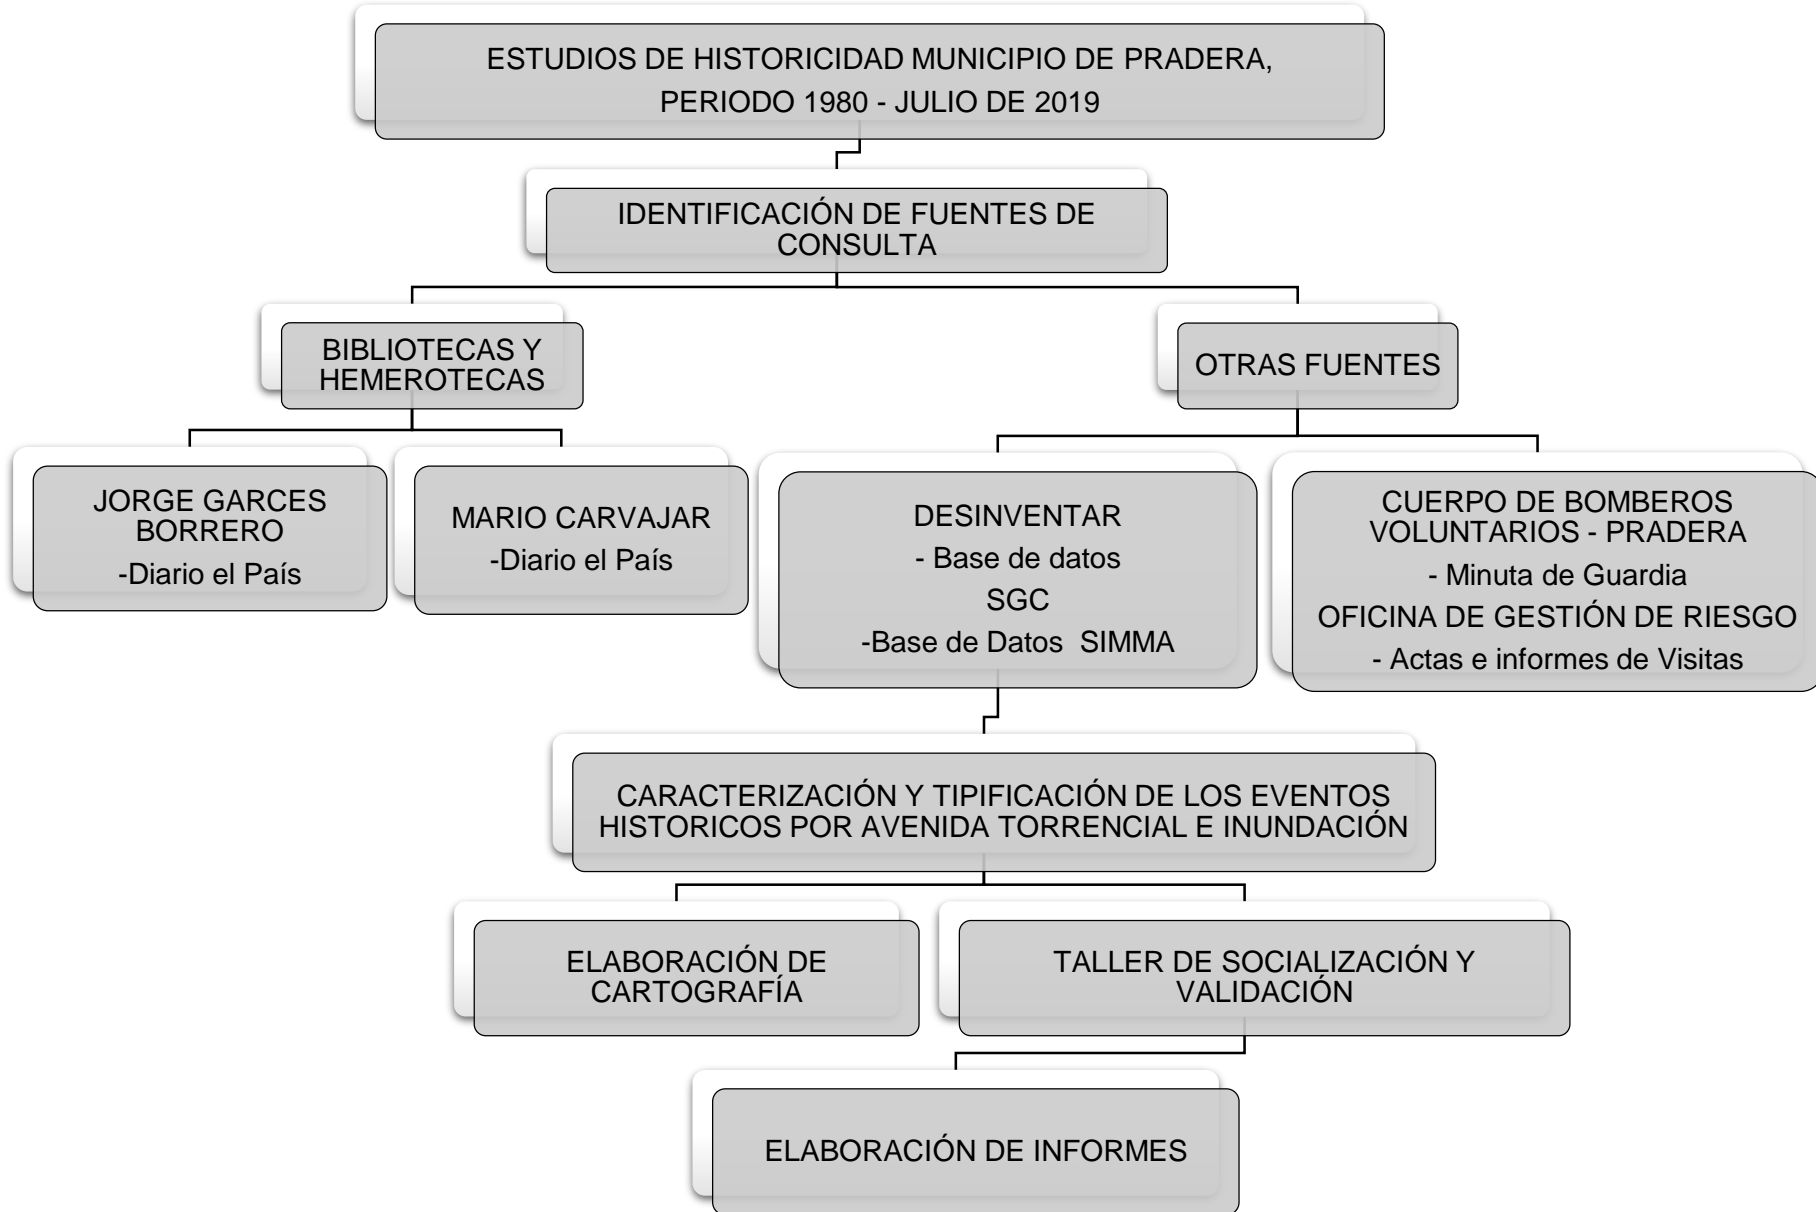 ESTUDIOS DE HISTORICIDAD MUNICIPIO DE PRADERA,
PERIODO 1980 - JULIO DE 2019
IDENTIFICACIÓN DE FUENTES DE
CONSULTA
BIBLIOTECAS Y
HEMEROTECAS
OTRAS FUENTES
JORGE GARCES
BORRERO
-Diario el País
MARIO CARVAJAR
-Diario el País
DESINVENTAR
- Base de datos
SGC
-Base de Datos  SIMMA
CUERPO DE BOMBEROS
VOLUNTARIOS - PRADERA
- Minuta de Guardia
OFICINA DE GESTIÓN DE RIESGO
- Actas e informes de Visitas
CARACTERIZACIÓN Y TIPIFICACIÓN DE LOS EVENTOS
HISTORICOS POR AVENIDA TORRENCIAL E INUNDACIÓN
ELABORACIÓN DE
CARTOGRAFÍA
TALLER DE SOCIALIZACIÓN Y
VALIDACIÓN
ELABORACIÓN DE INFORMES